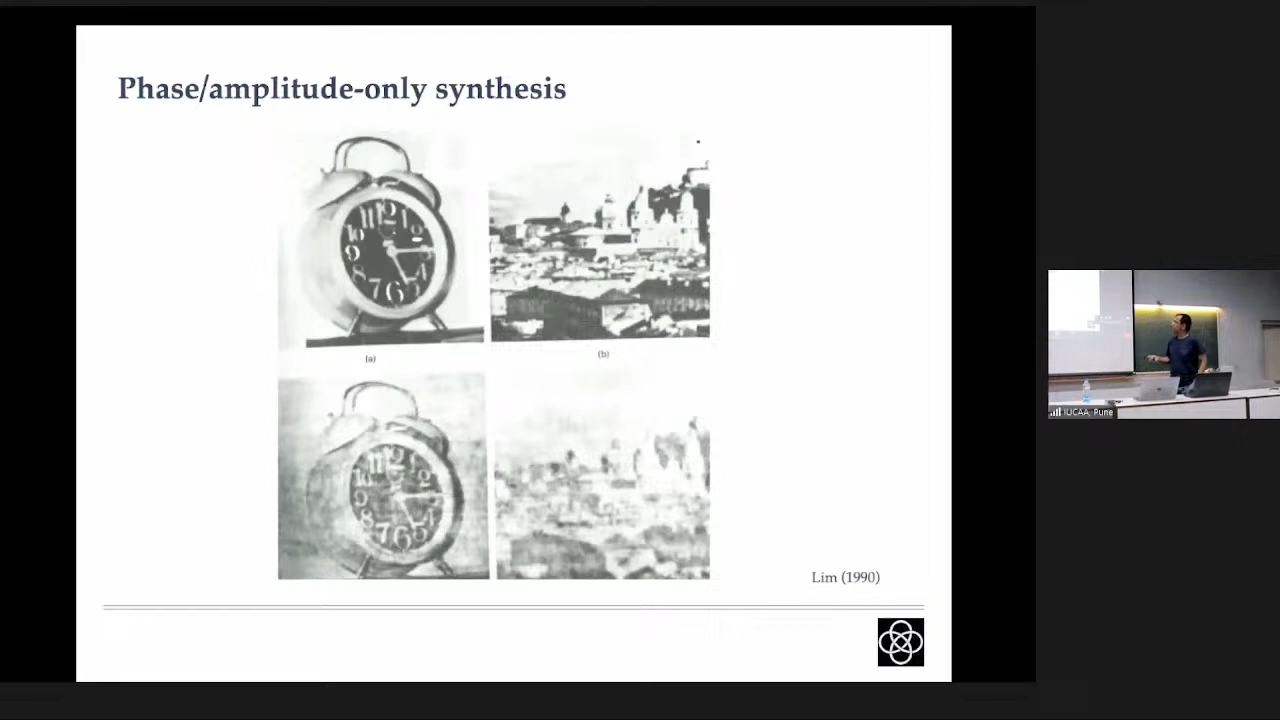 Phase/amplitude-only synthesis
(a)
(b)
Lim (1990)
IUCAA, Pune